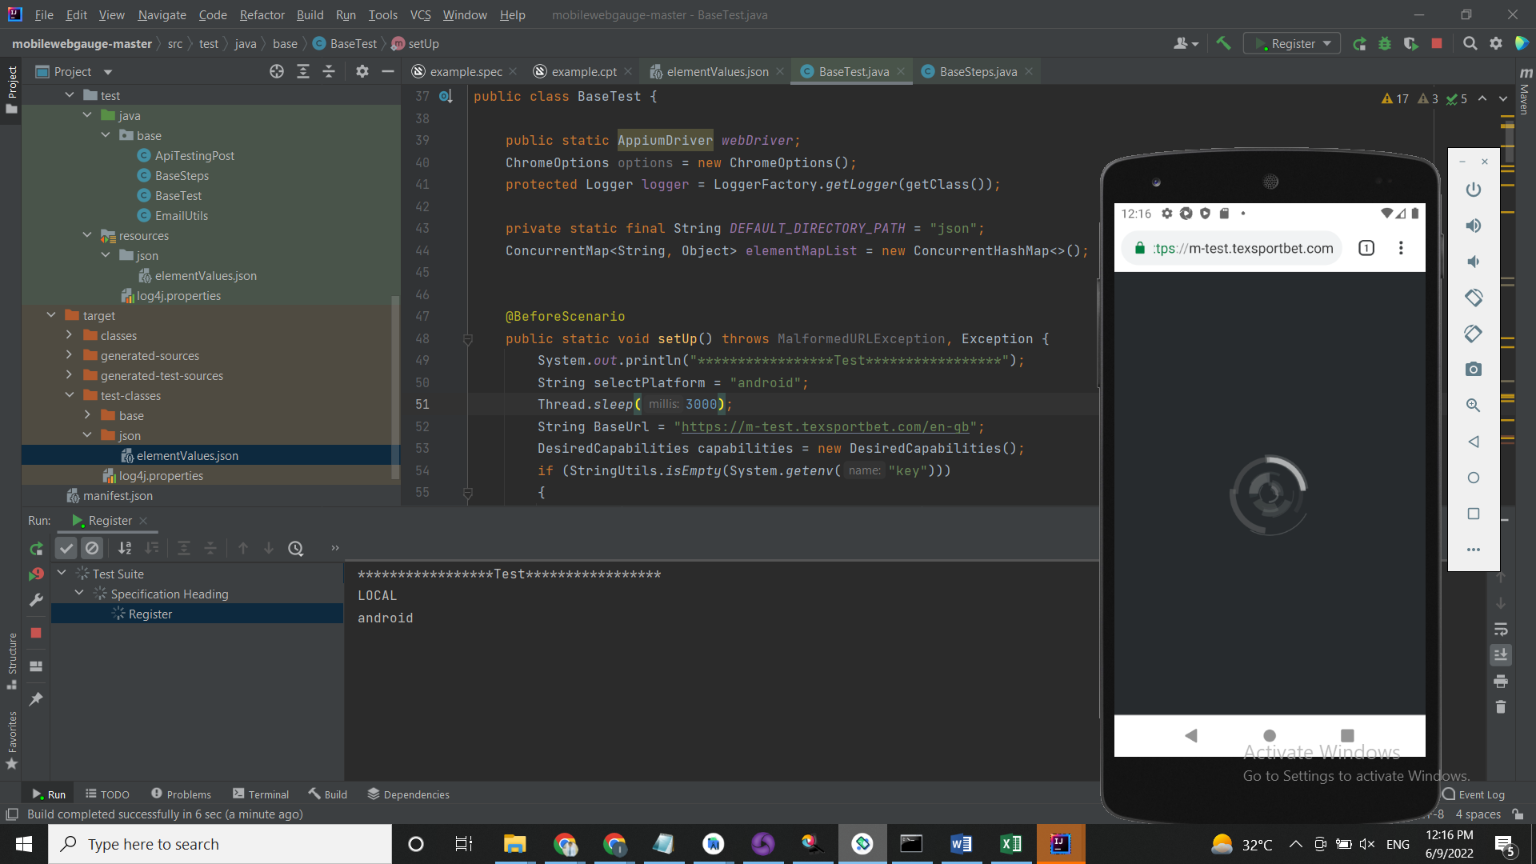 File Edit View Navigate Code Refactor Build Run Tools VCS Window Help mobilewebgauge-master - BaseTest.java
mobilewebgauge-master src test java base BaseTest setUp Register
Project
example.spec example.cpt elementValues.json BaseTest.java BaseSteps.java
Project
Maven
test
java
base
ApiTestingPost
BaseSteps
BaseTest
EmailUtils
resources
json
elementValues.json
log4j.properties
target
classes
generated-sources
generated-test-sources
test-classes
base
json
elementValues.json
log4j.properties
manifest.json
17 3 5
37 public class BaseTest {
38
39 public static AppiumDriver webDriver;
40 ChromeOptions options = new ChromeOptions();
41 protected Logger logger = LoggerFactory.getLogger(getClass());
42
43 private static final String DEFAULT_DIRECTORY_PATH = "json";
44 ConcurrentMap<String, Object> elementMapList = new ConcurrentHashMap<>();
45
46
47 @BeforeScenario
48 public static void setUp() throws MalformedURLException, Exception {
49 System.out.println("*****************Test*****************");
50 String selectPlatform = "android";
51 Thread.sleep( millis: 3000);
52 String BaseUrl = "https://m-test.texsportbet.com/en-gb";
53 DesiredCapabilities capabilities = new DesiredCapabilities();
54 if (StringUtils.isEmpty(System.getenv( name: "key")))
55 {
12:16
:tps://m-test.texsportbet.com 1
Run: Register
Test Suite
Specification Heading
Register
*****************Test*****************
LOCAL
android
Structure
Favorites
Activate Windows
Go to Settings to activate Windows.
Run TODO Problems Terminal Build Dependencies Event Log
Build completed successfully in 6 sec (a minute ago) 4 spaces
Type here to search
32°C ENG
12:16 PM
6/9/2022
5